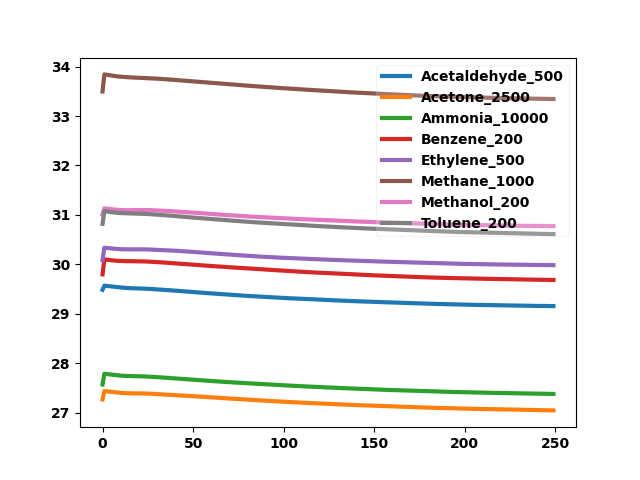 34
33
32
31
30
29
28
27
0 50 100 150 200 250
Acetaldehyde_500
Acetone_2500
Ammonia_10000
Benzene_200
Ethylene_500
Methane_1000
Methanol_200
Toluene_200